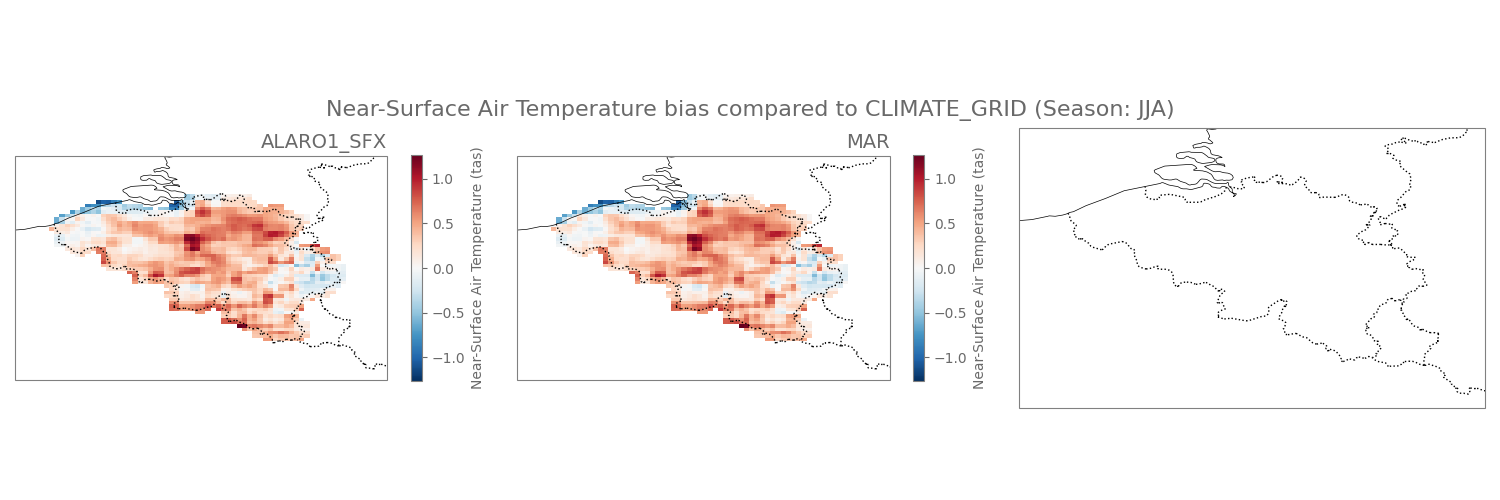 Near-Surface Air Temperature bias compared to CLIMATE_GRID (Season: JJA)
ALARO1_SFX
1.0
0.5
0.0
−0.5
−1.0
Near-Surface Air Temperature (tas)
MAR
1.0
0.5
0.0
−0.5
−1.0
Near-Surface Air Temperature (tas)